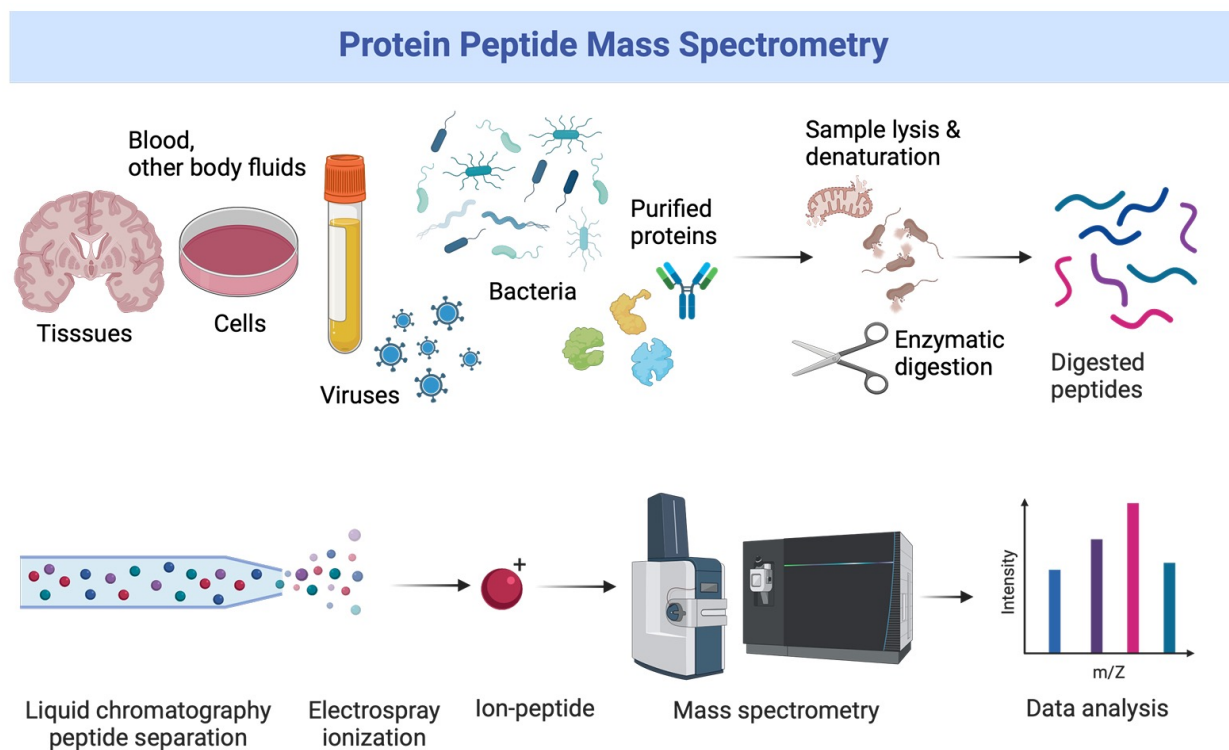 Protein Peptide Mass Spectrometry
Blood,
other body fluids
Tisssues
Cells
Viruses
Bacteria
Purified
proteins
Sample lysis &
denaturation
Enzymatic
digestion
Digested
peptides
Liquid chromatography
peptide separation
Electrospray
ionization
+
Ion-peptide
Mass spectrometry
Intensity
m/Z
Data analysis